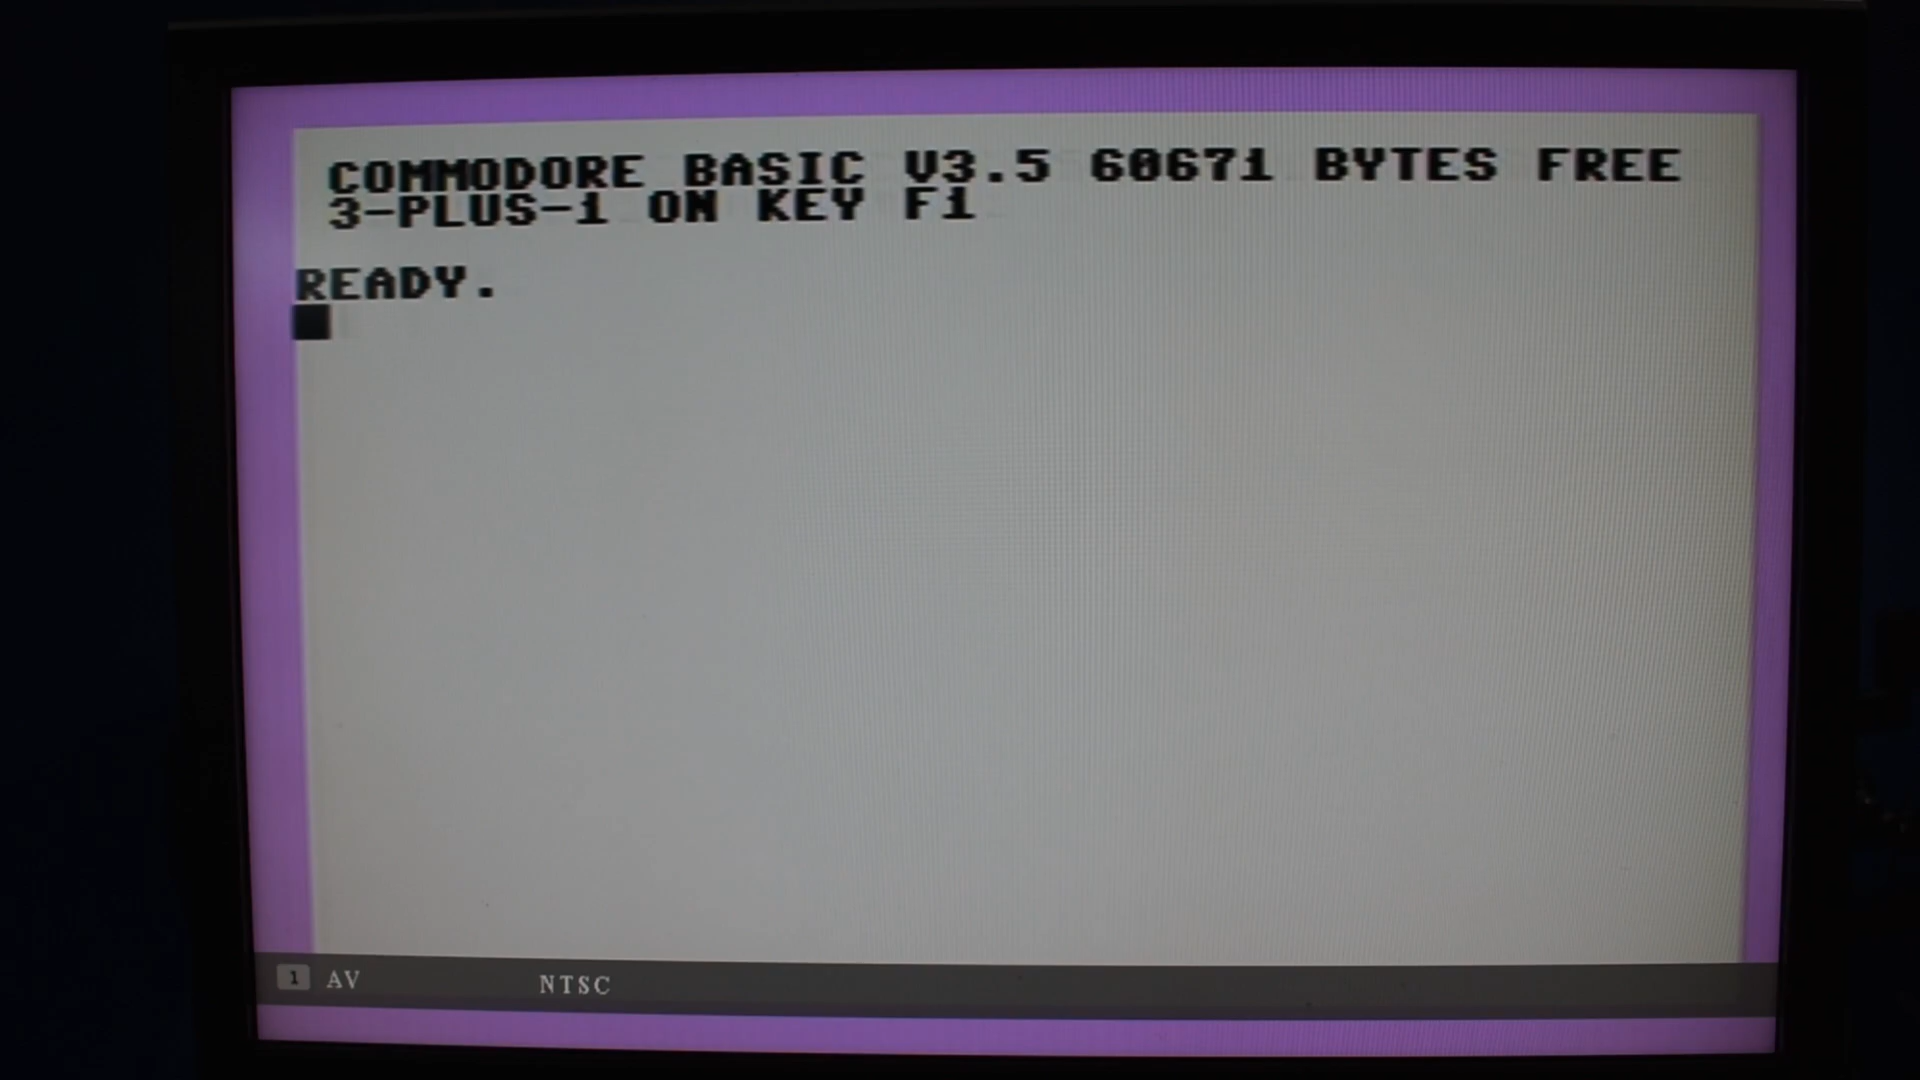 COMMODORE BASIC V3.5 60671 BYTES FREE
3-PLUS-1 ON KEY F1
READY.
1 AV NTSC